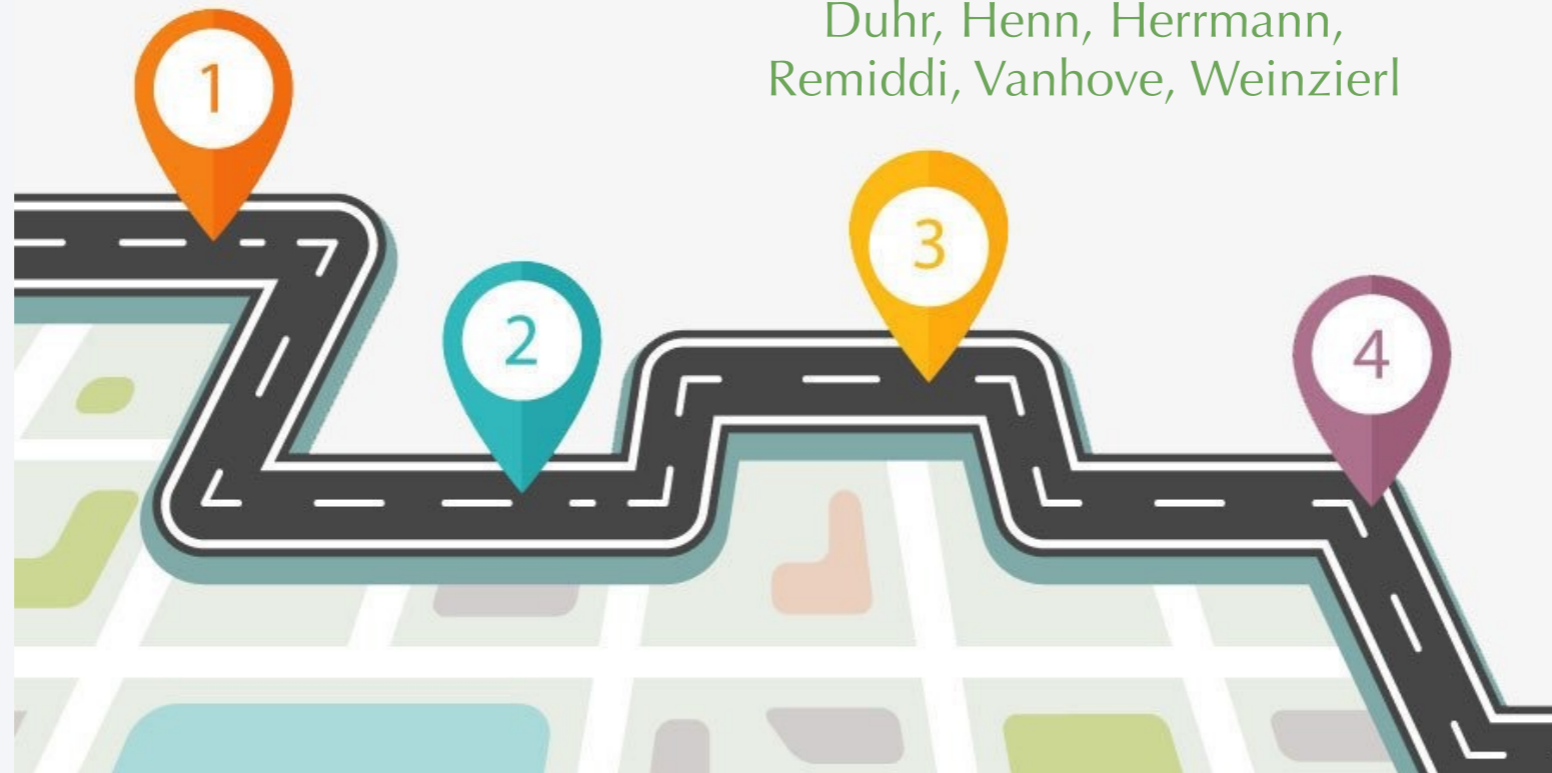 Duhr, Henn, Herrmann,
Remiddi, Vanhove, Weinzierl
1
2
3
4